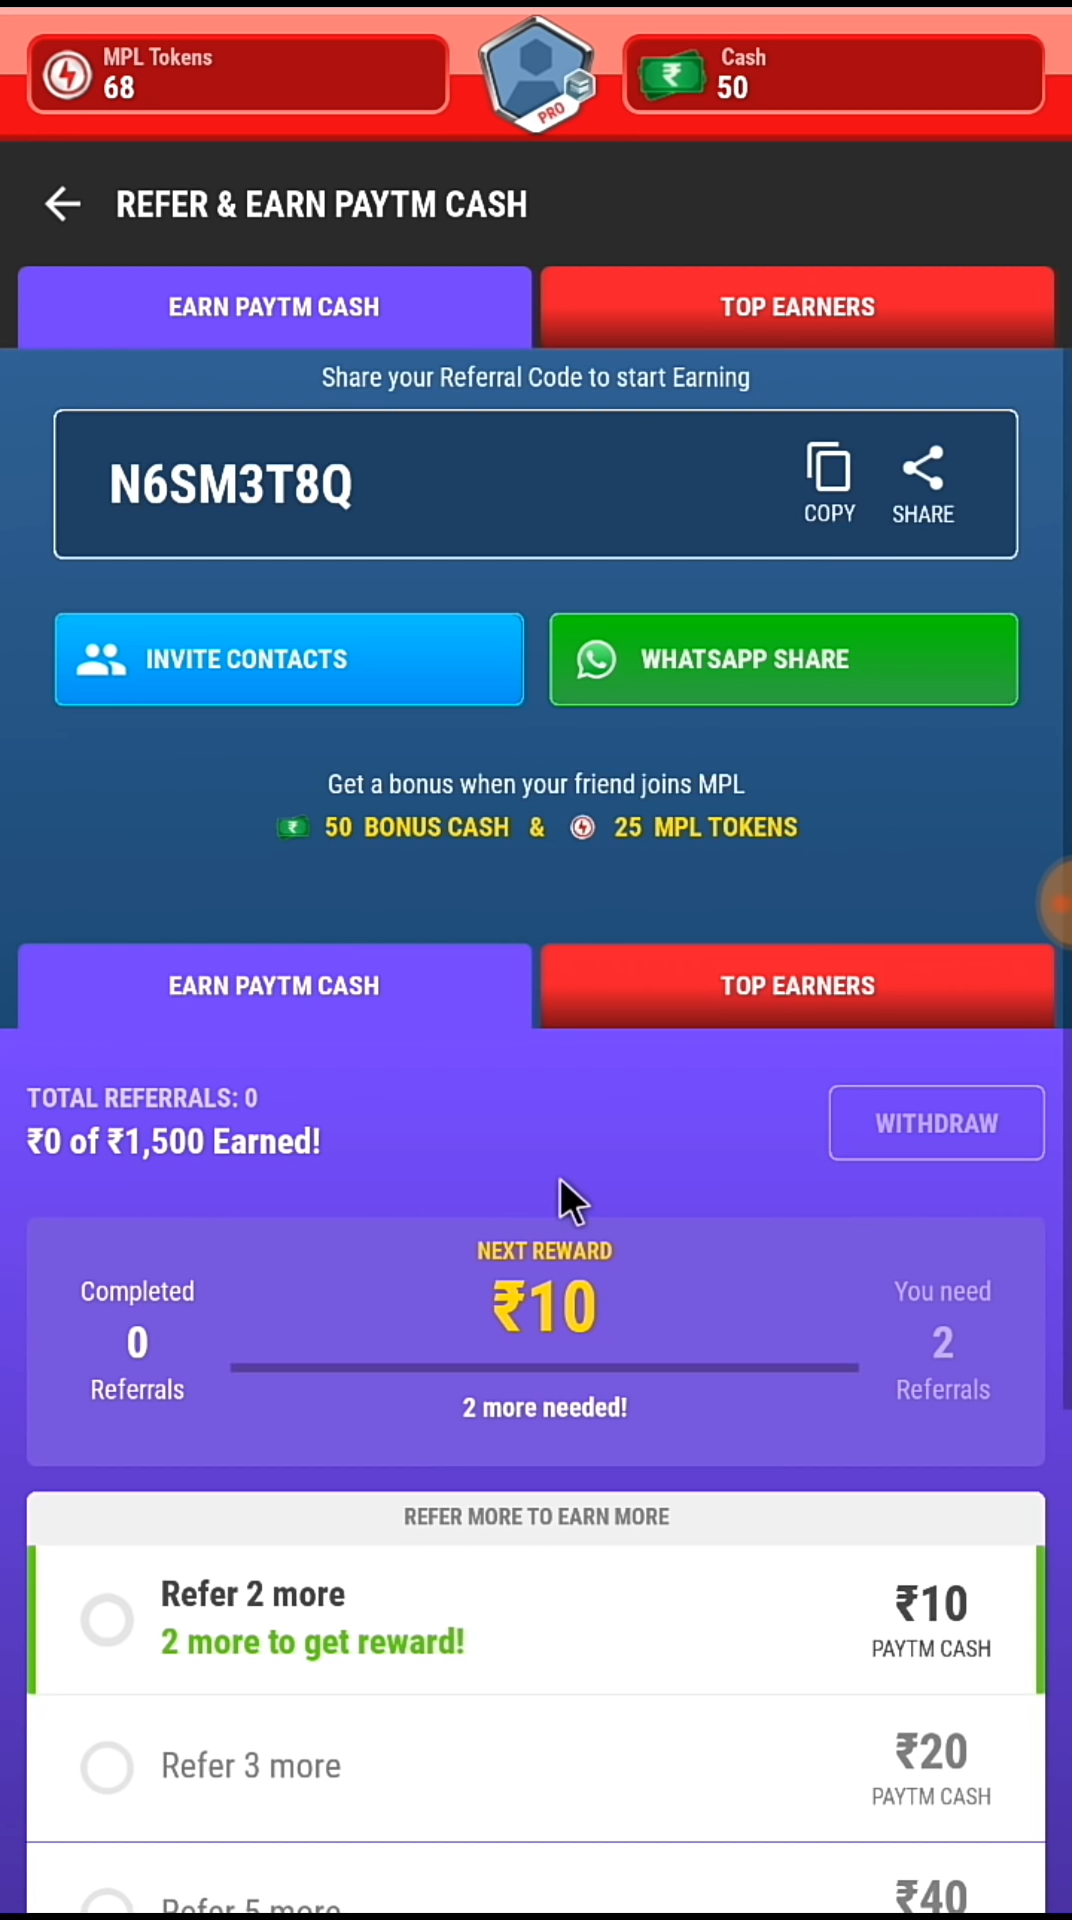 MPL Tokens
68
PRO
Cash
50
REFER & EARN PAYTM CASH
EARN PAYTM CASH
TOP EARNERS
Share your Referral Code to start Earning
N6SM3T8Q
COPY
SHARE
INVITE CONTACTS
WHATSAPP SHARE
Get a bonus when your friend joins MPL
₹ 50 BONUS CASH & 25 MPL TOKENS
EARN PAYTM CASH
TOP EARNERS
TOTAL REFERRALS: 0
₹0 of ₹1,500 Earned!
WITHDRAW
NEXT REWARD
₹10
Completed
0
Referrals
2 more needed!
You need
2
Referrals
REFER MORE TO EARN MORE
Refer 2 more
2 more to get reward!
₹10
PAYTM CASH
Refer 3 more
₹20
PAYTM CASH
Refer 5 more
₹40